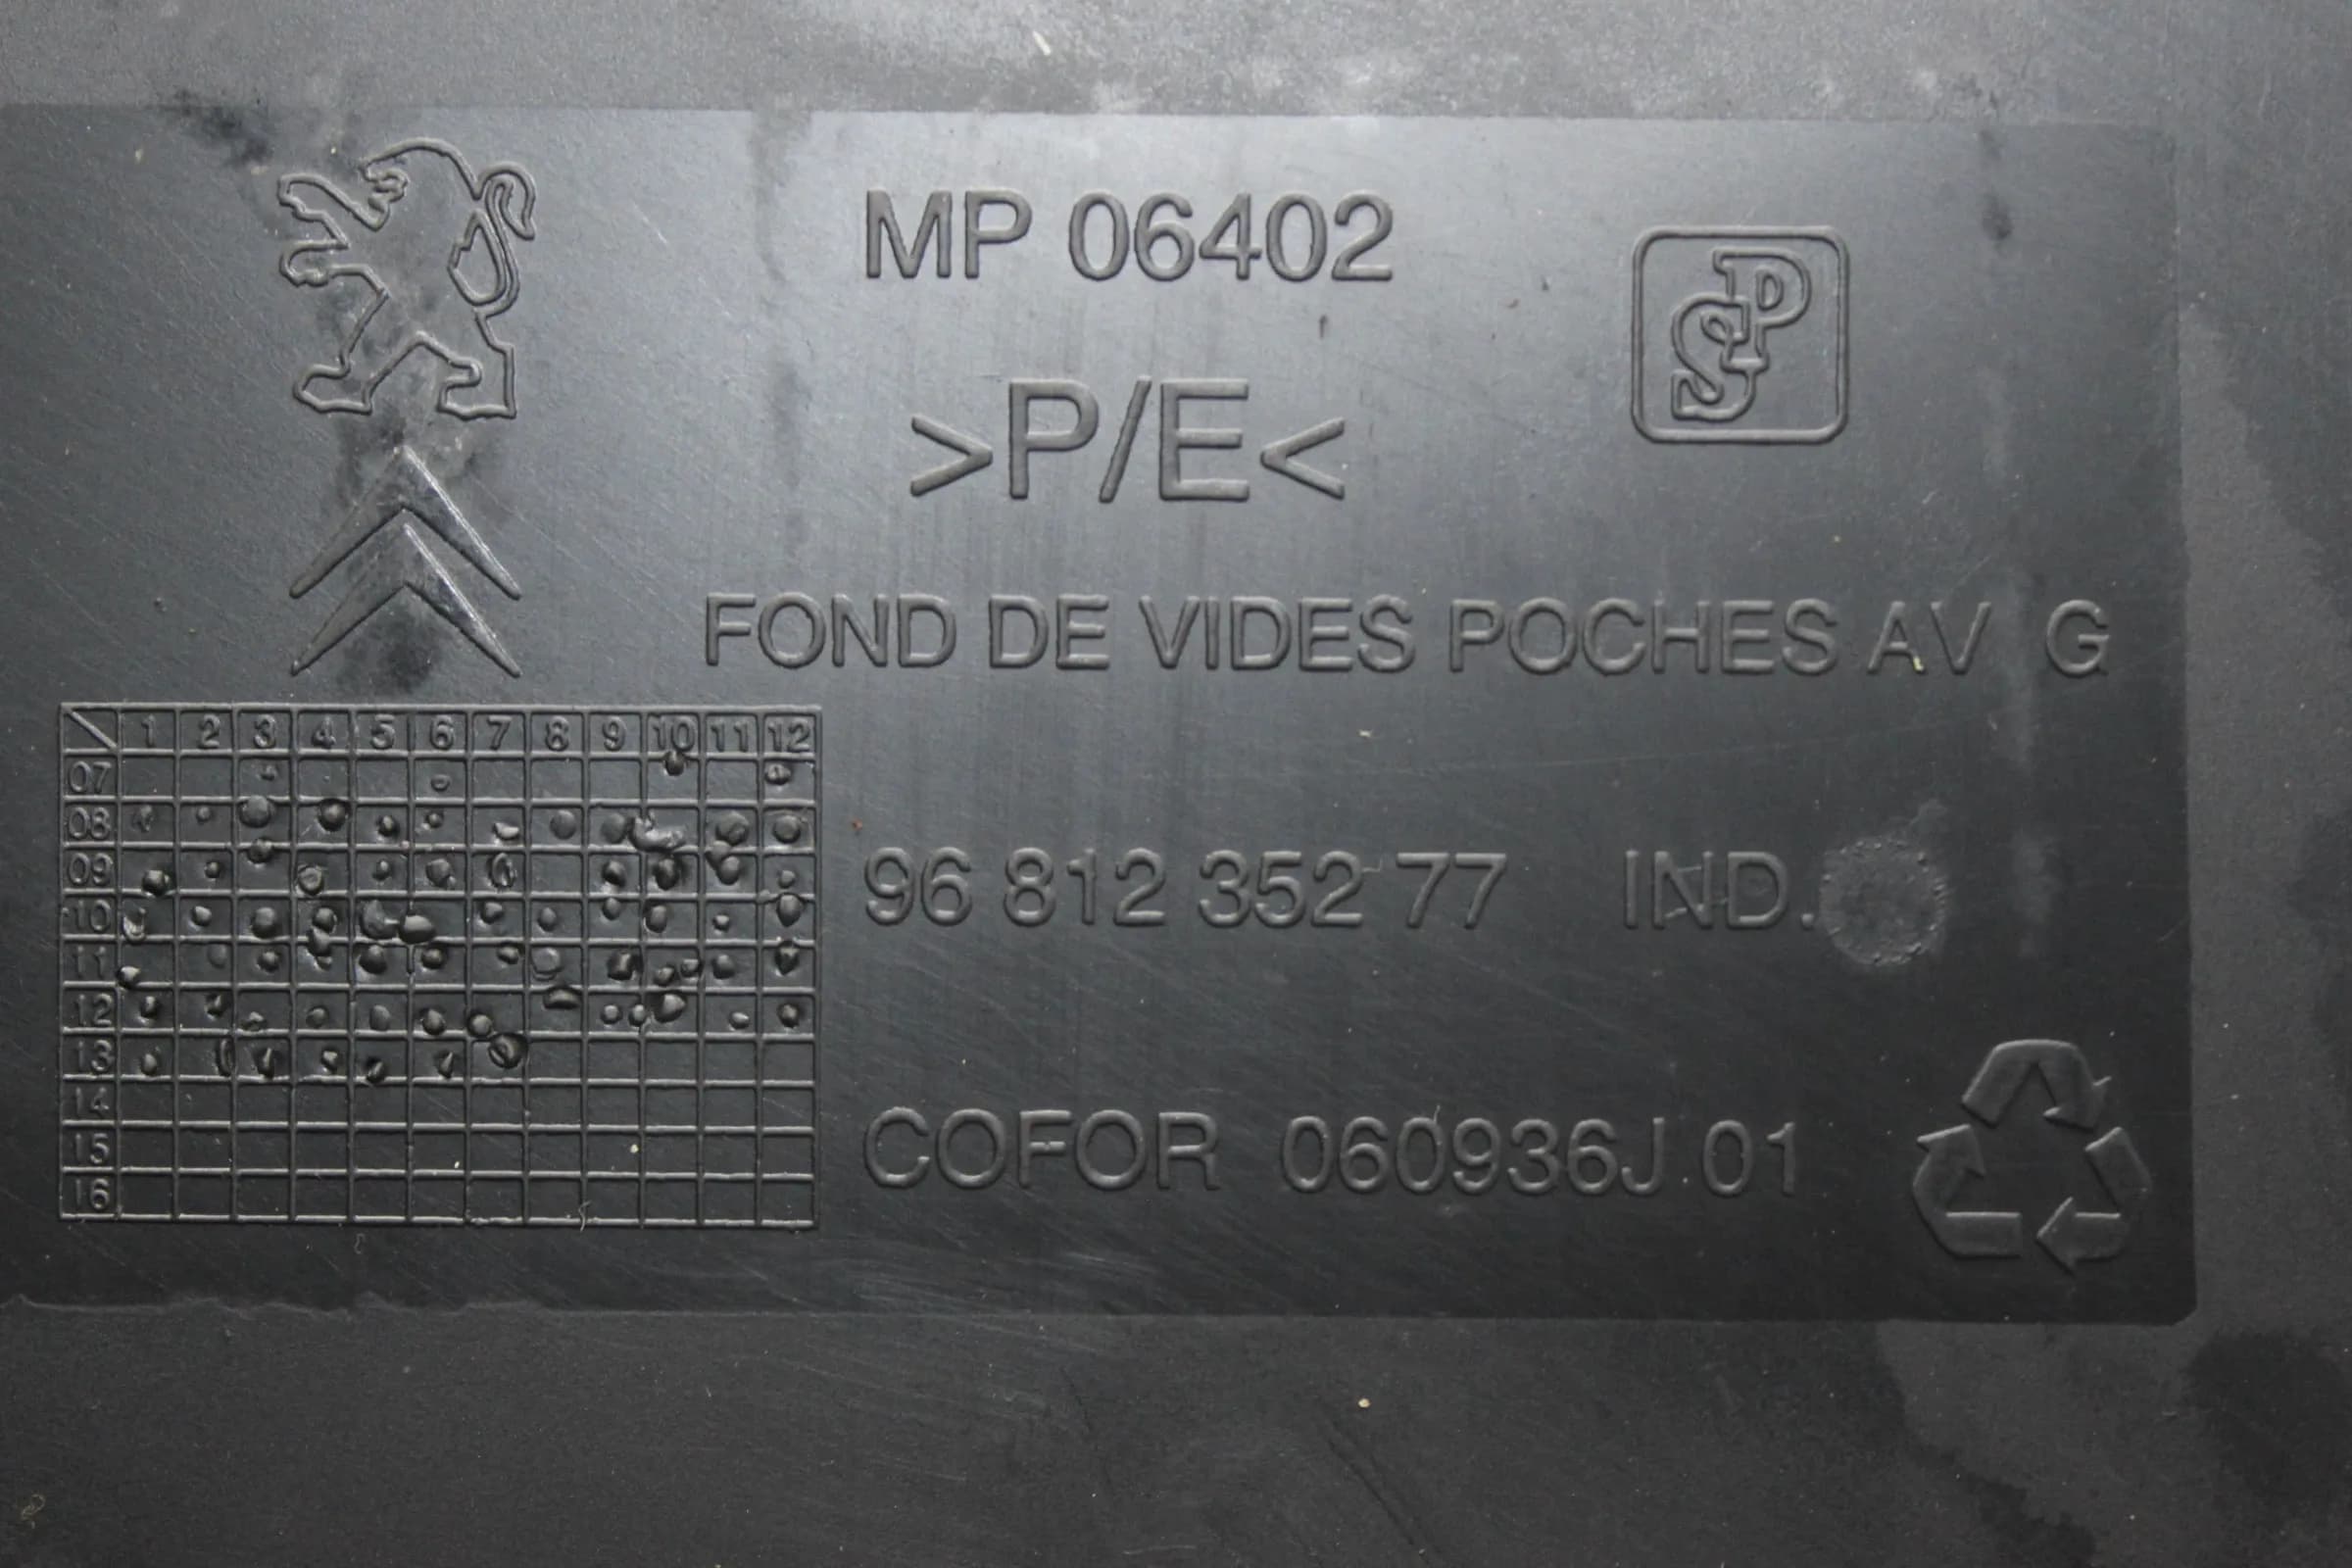 MP 06402
SP
>P/E<
FOND DE VIDES POCHES AV G
1 2 3 4 5 6 7 8 9 10 11 12
07
08
09
10
11
12
13
14
15
16
96 812 352 77 IND.
COFOR 060936J 01